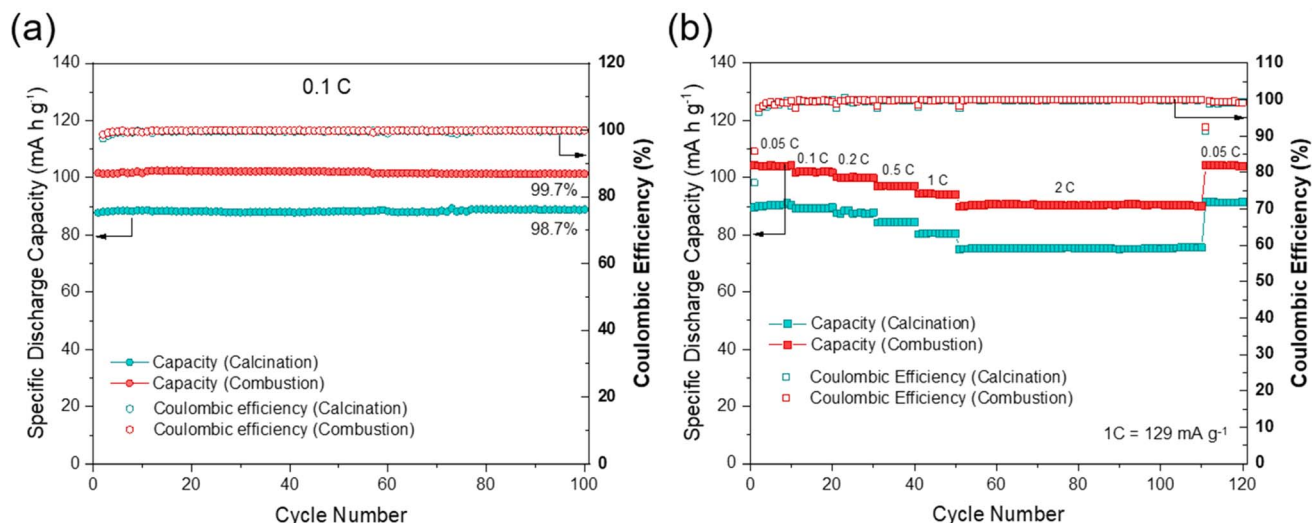 (a)
0.1 C
99.7%
98.7%
Capacity (Calcination)
Capacity (Combustion)
Coulombic efficiency (Calcination)
Coulombic efficiency (Combustion)
Specific Discharge Capacity (mA h g⁻¹)
0 20 40 60 80 100 120 140
Coulombic Efficiency (%)
0 20 40 60 80 100 120
0 20 40 60 80 100
Cycle Number
(b)
0.05 C
0.1 C
0.2 C
0.5 C
1 C
2 C
0.05 C
Capacity (Calcination)
Capacity (Combustion)
Coulombic Efficiency (Calcination)
Coulombic Efficiency (Combustion)
1C = 129 mA g⁻¹
Specific Discharge Capacity (mA h g⁻¹)
0 20 40 60 80 100 120 140
Coulombic Efficiency (%)
0 10 20 30 40 50 60 70 80 90 100 110
0 20 40 60 80 100 120
Cycle Number